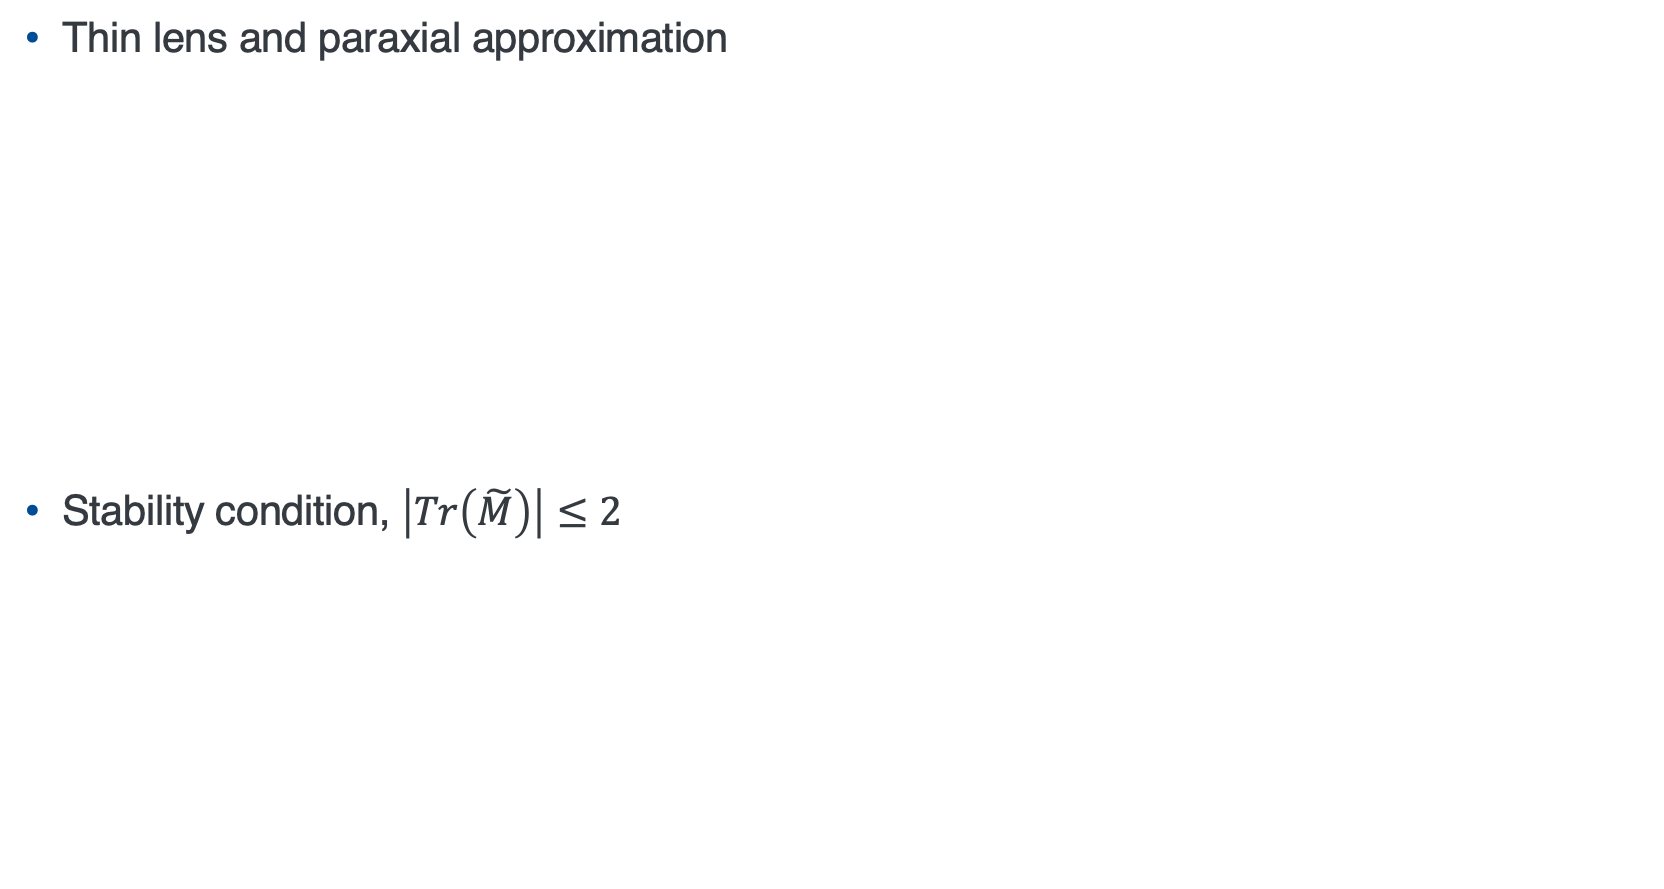 • Thin lens and paraxial approximation
• Stability condition, |Tr(M̃)| ≤ 2